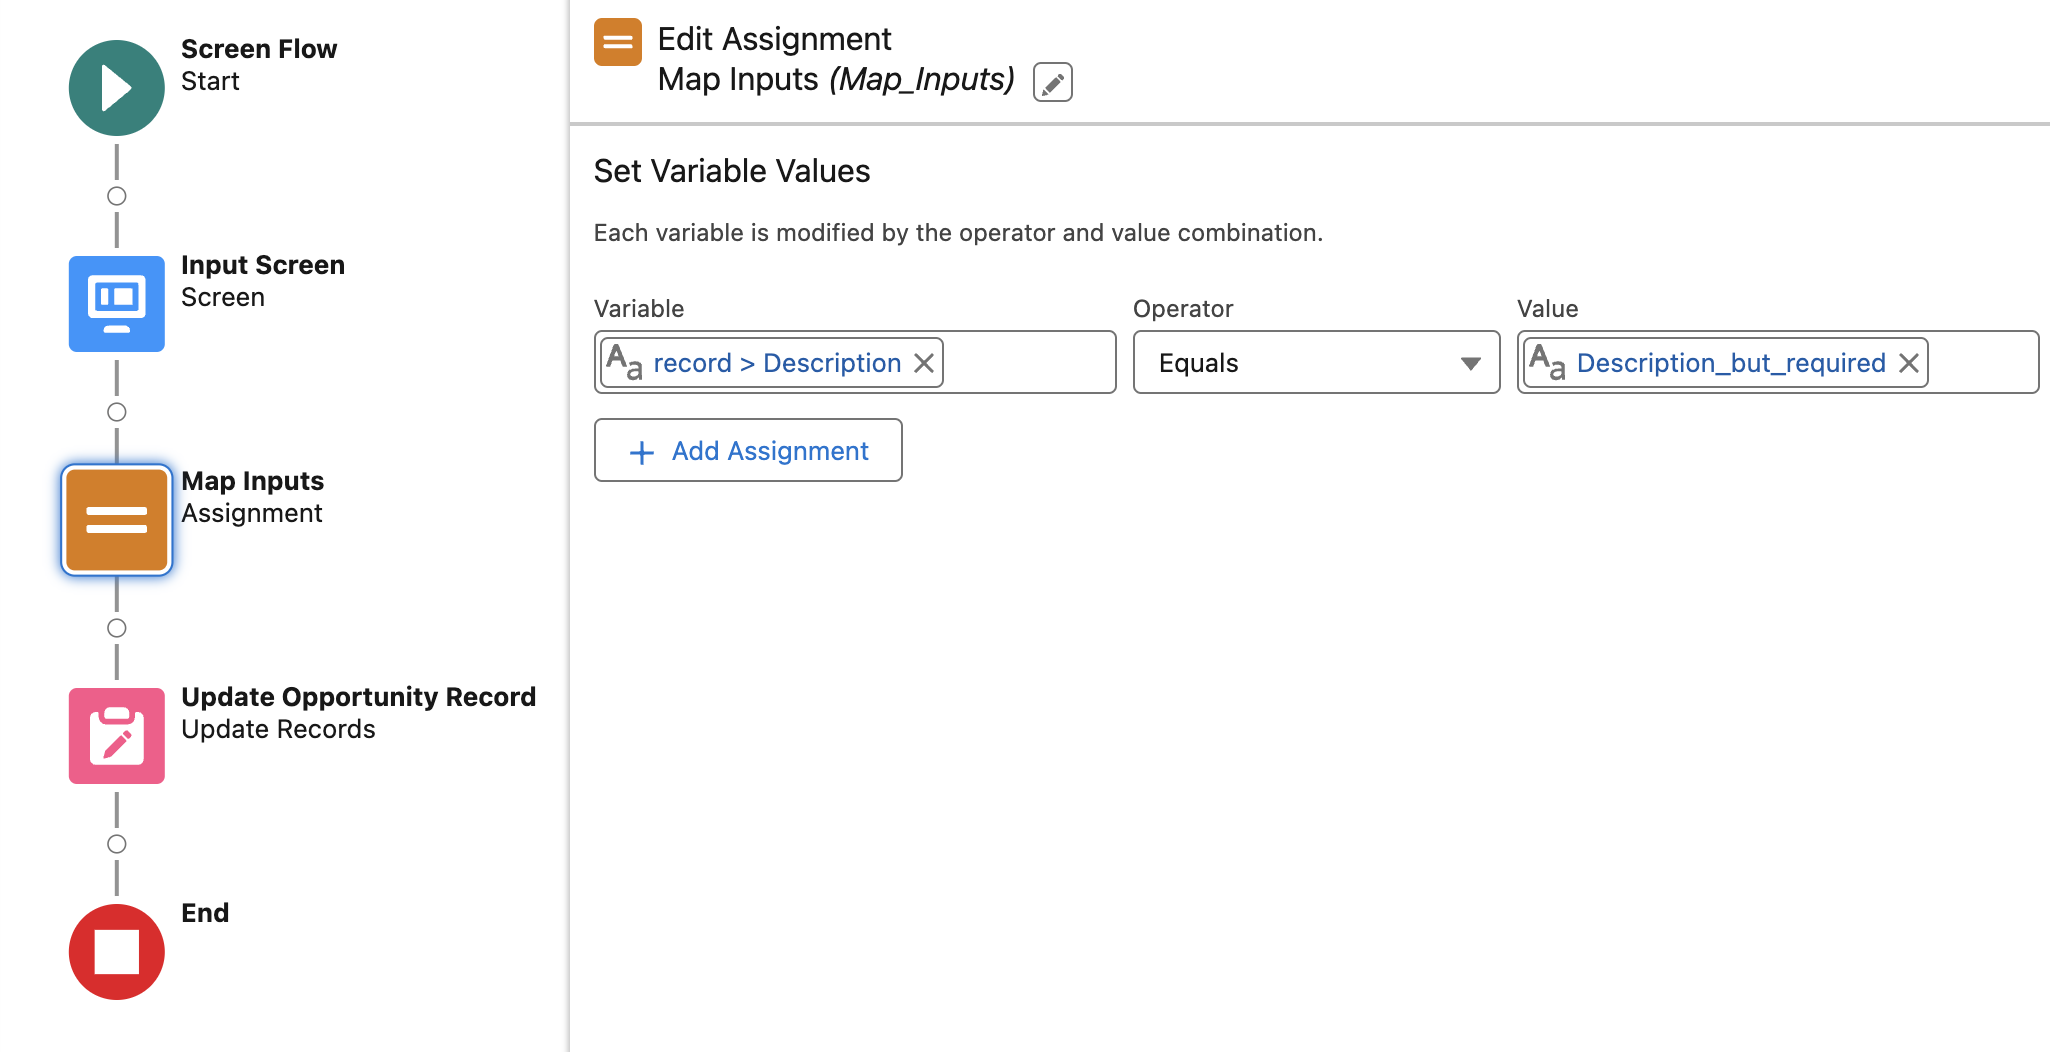 Screen Flow
Start
Input Screen
Screen
Map Inputs
Assignment
Update Opportunity Record
Update Records
End
Edit Assignment
Map Inputs (Map_Inputs)
Set Variable Values
Each variable is modified by the operator and value combination.
Variable Operator Value
Aa record > Description Equals Aa Description_but_required
Add Assignment